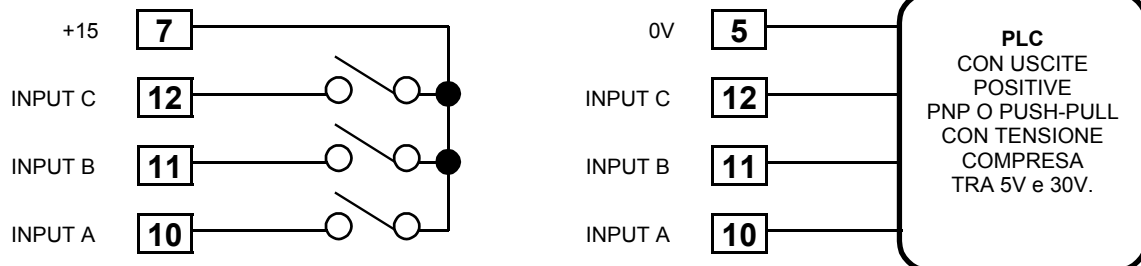 +15 7
INPUT C 12
INPUT B 11
INPUT A 10
0V 5
INPUT C 12
INPUT B 11
INPUT A 10
PLC
CON USCITE
POSITIVE
PNP O PUSH-PULL
CON TENSIONE
COMPRESA
TRA 5V e 30V.